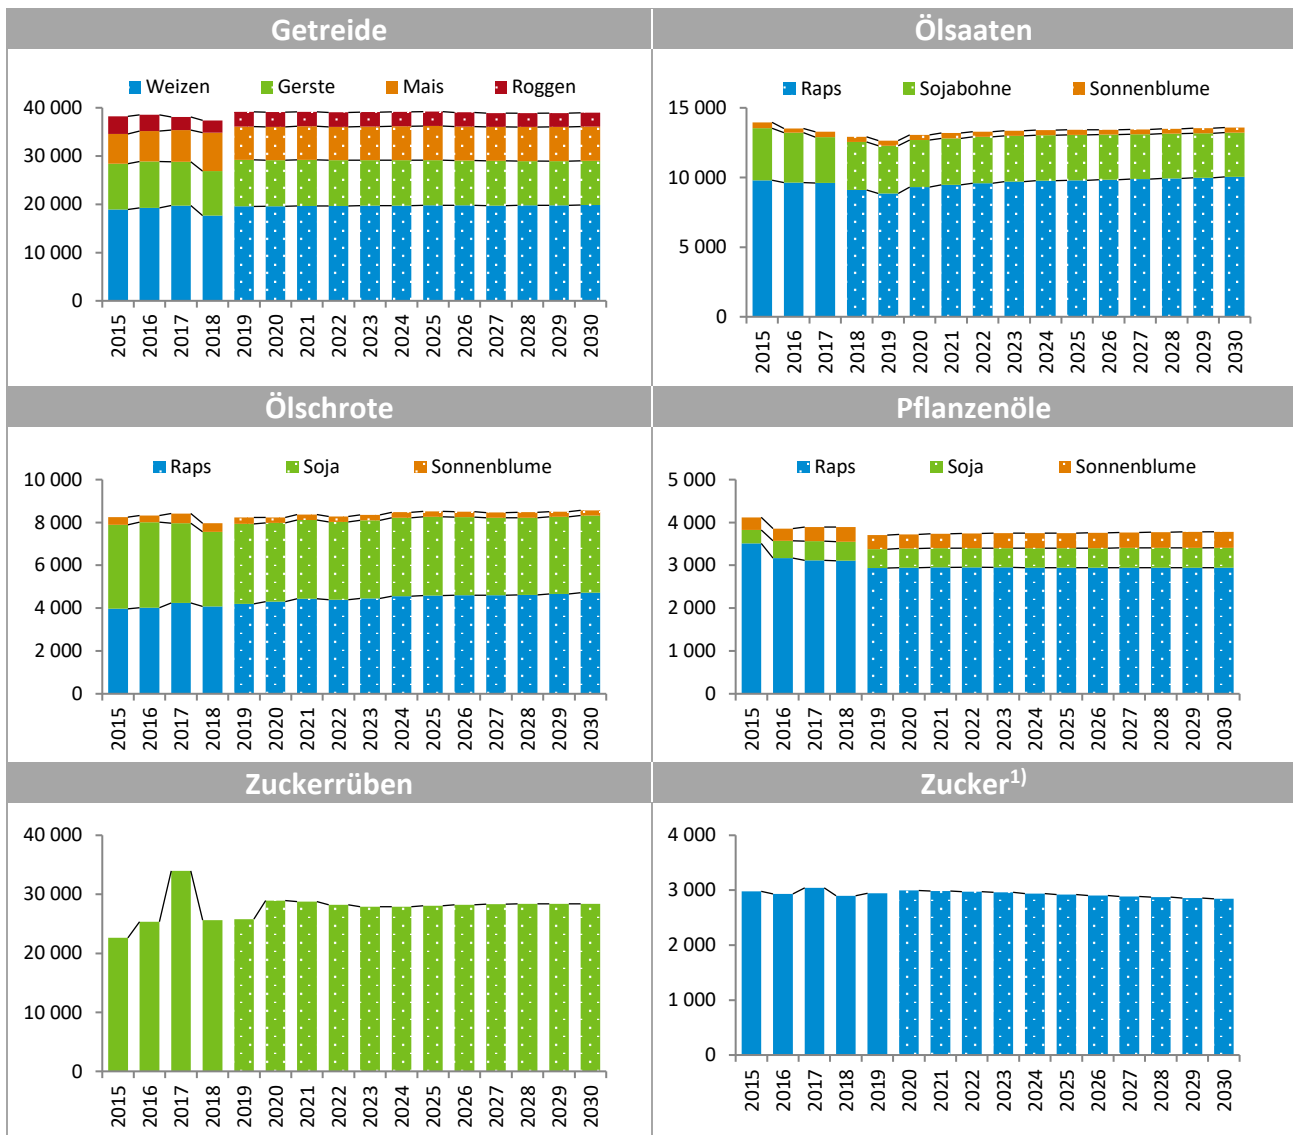 Getreide
Weizen Gerste Mais Roggen
40 000
30 000
20 000
10 000
0
2015 2016 2017 2018 2019 2020 2021 2022 2023 2024 2025 2026 2027 2028 2029 2030
Ölsaaten
Raps Sojabohne Sonnenblume
15 000
10 000
5 000
0
2015 2016 2017 2018 2019 2020 2021 2022 2023 2024 2025 2026 2027 2028 2029 2030
Ölschrote
Raps Soja Sonnenblume
10 000
8 000
6 000
4 000
2 000
0
2015 2016 2017 2018 2019 2020 2021 2022 2023 2024 2025 2026 2027 2028 2029 2030
Pflanzenöle
Raps Soja Sonnenblume
5 000
4 000
3 000
2 000
1 000
0
2015 2016 2017 2018 2019 2020 2021 2022 2023 2024 2025 2026 2027 2028 2029 2030
Zuckerrüben
40 000
30 000
20 000
10 000
0
2015 2016 2017 2018 2019 2020 2021 2022 2023 2024 2025 2026 2027 2028 2029 2030
Zucker1)
4 000
3 000
2 000
1 000
0
2015 2016 2017 2018 2019 2020 2021 2022 2023 2024 2025 2026 2027 2028 2029 2030